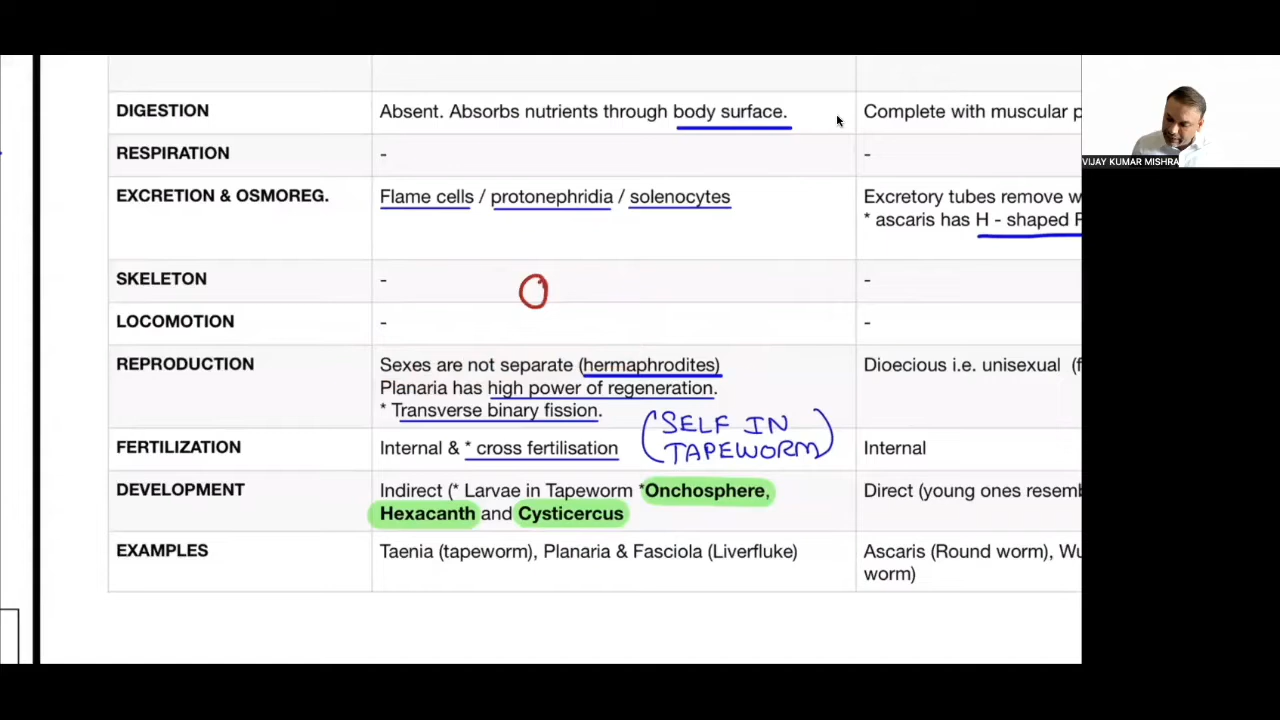 DIGESTION
Absent. Absorbs nutrients through body surface.
Complete with muscular p
VIJAY KUMAR MISHRA
RESPIRATION
-
-
EXCRETION & OSMOREG.
Flame cells / protonephridia / solenocytes
Excretory tubes remove w
* ascaris has H - shaped
SKELETON
-
-
LOCOMOTION
-
-
REPRODUCTION
Sexes are not separate (hermaphrodites)
Planaria has high power of regeneration.
* Transverse binary fission.
Dioecious i.e. unisexual (f
FERTILIZATION
Internal & * cross fertilisation
(SELF IN
TAPEWORM)
Internal
DEVELOPMENT
Indirect (* Larvae in Tapeworm *Onchosphere,
Hexacanth and Cysticercus
Direct (young ones resemb
EXAMPLES
Taenia (tapeworm), Planaria & Fasciola (Liverfluke)
Ascaris (Round worm), Wu
worm)